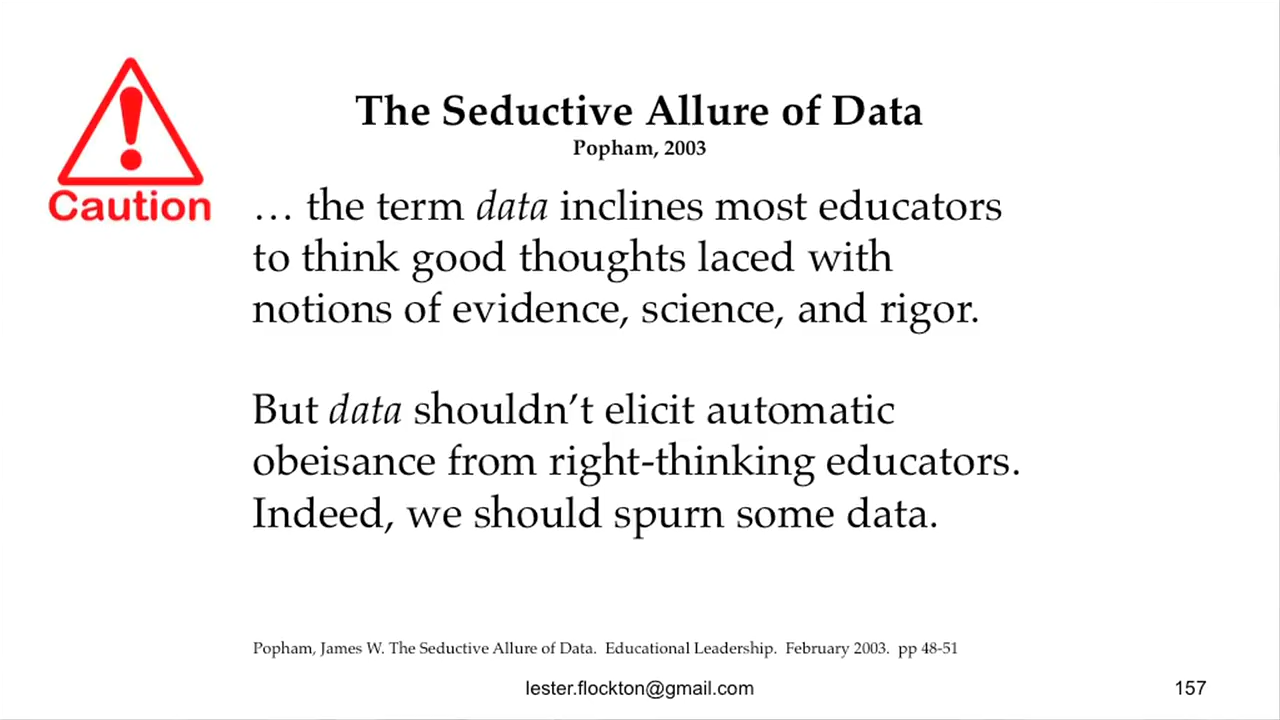 The Seductive Allure of Data
Popham, 2003
Caution
… the term data inclines most educators
to think good thoughts laced with
notions of evidence, science, and rigor.
But data shouldn’t elicit automatic
obeisance from right-thinking educators.
Indeed, we should spurn some data.
Popham, James W. The Seductive Allure of Data.  Educational Leadership.  February 2003.  pp 48-51
lester.flockton@gmail.com
157